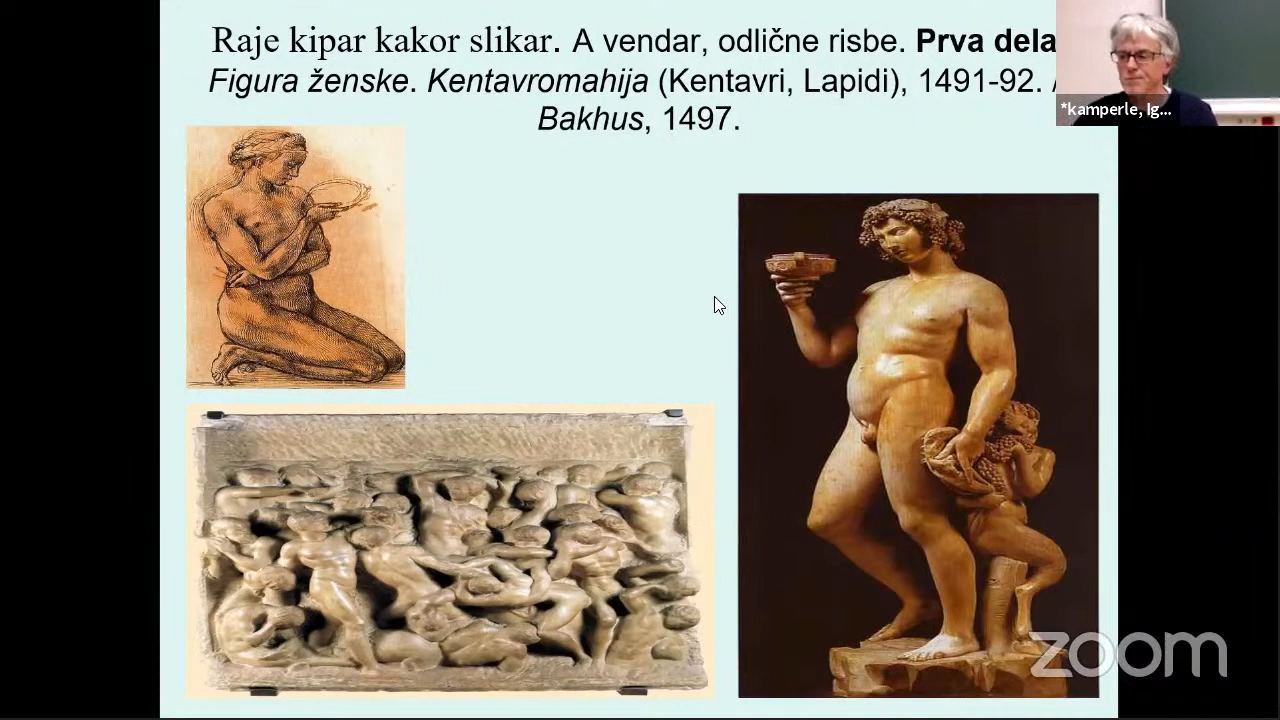 Raje kipar kakor slikar. A vendar, odlične risbe. Prva dela
Figura ženske. Kentavromahija (Kentavri, Lapidi), 1491-92.
Bakhus, 1497.
*kamperle, Ig...
zoom